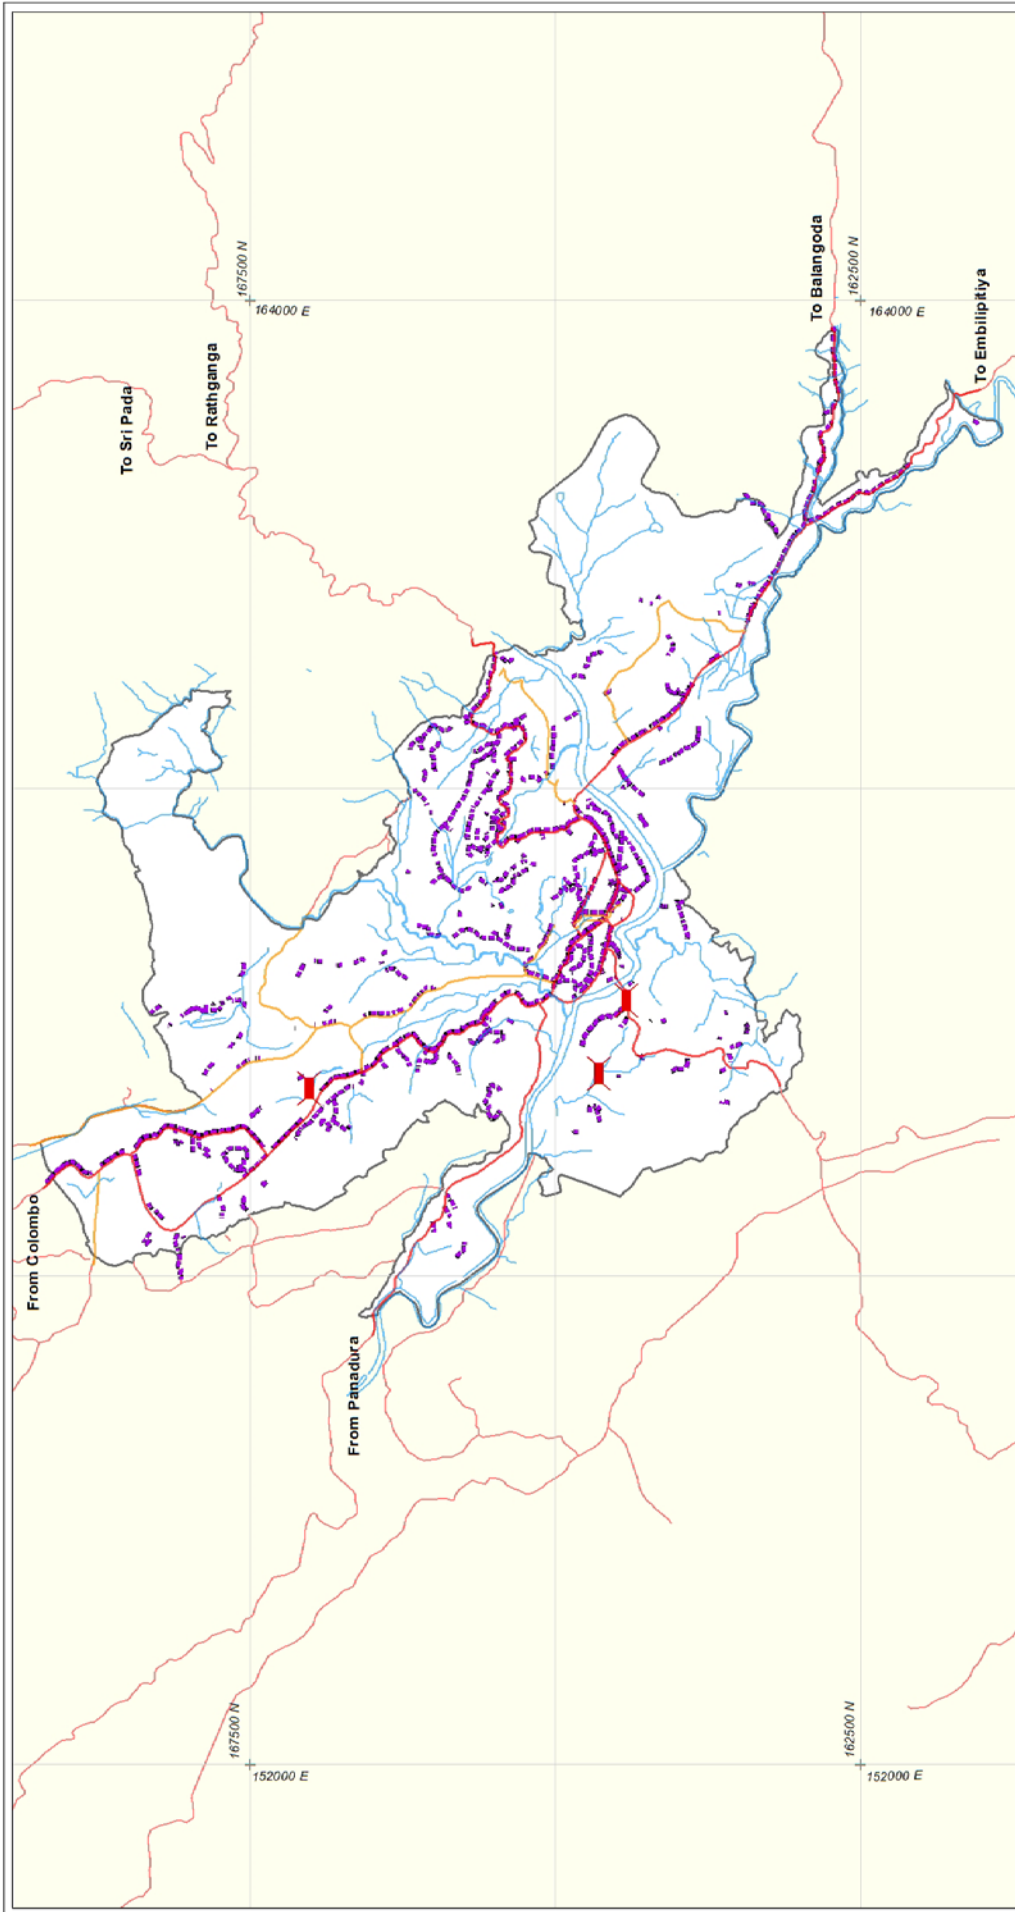 To Sri Pada
To Rathganga
167500 N
164000 E
To Balangoda
162500 N
164000 E
To Embilipitiya
From Colombo
From Panadura
167500 N
152000 E
162500 N
152000 E